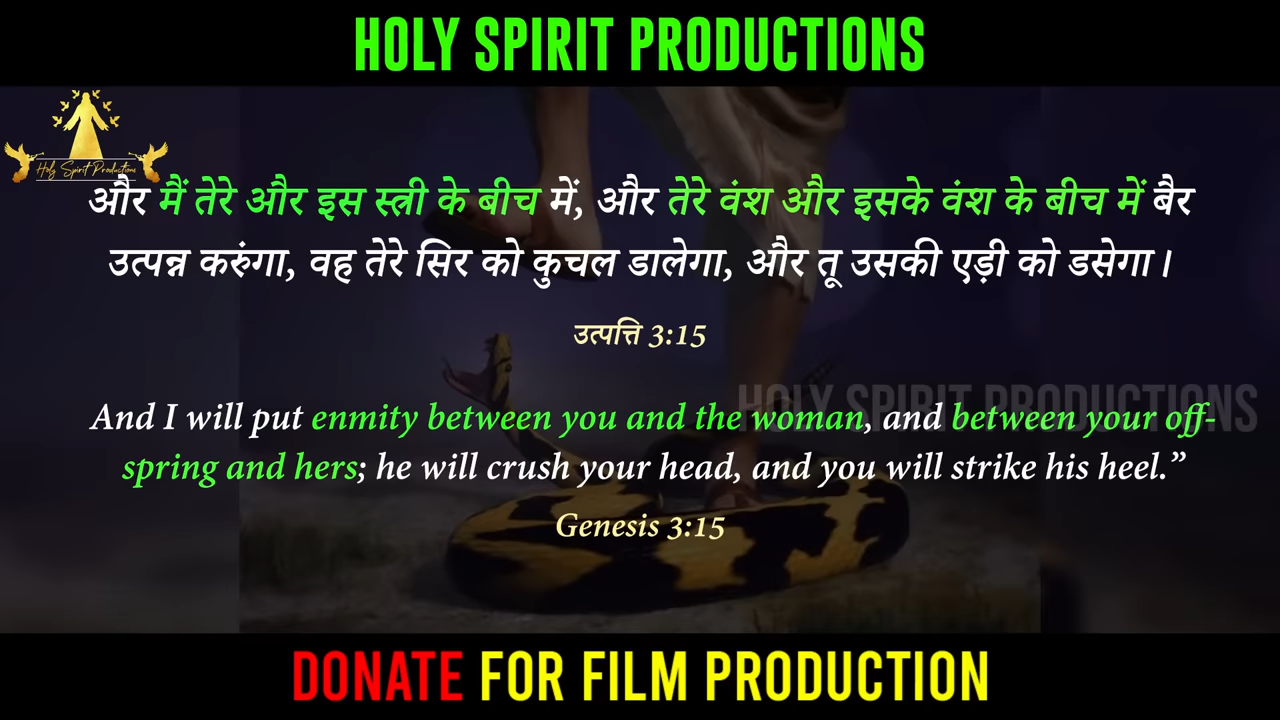 HOLY SPIRIT PRODUCTIONS
Holy Spirit Productions
और मैं तेरे और इस स्त्री के बीच में, और तेरे वंश और इसके वंश के बीच में बैर
उत्पन्न करुंगा, वह तेरे सिर को कुचल डालेगा, और तू उसकी एड़ी को डसेगा।
उत्पत्ति 3:15
HOLY SPIRIT PRODUCTIONS
And I will put enmity between you and the woman, and between your off-
spring and hers; he will crush your head, and you will strike his heel.”
Genesis 3:15
DONATE FOR FILM PRODUCTION